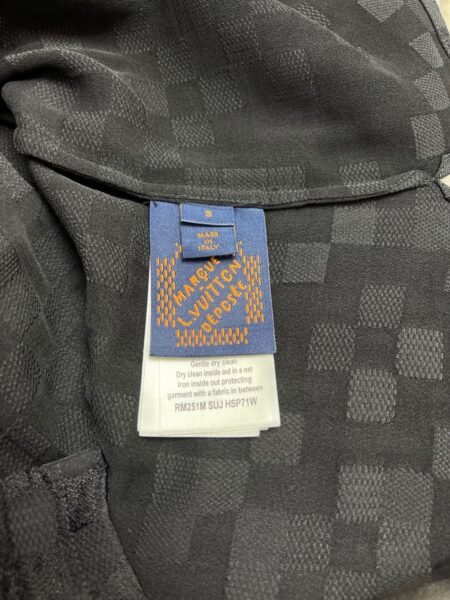 S
MADE
IN
ITALY
MARQUE
L.VUITTON
DÉPOSÉE
Gentle dry clean
Dry clean inside out in a net
Iron inside out protecting
garment with a fabric in between
RM251M SUJ HSP71W